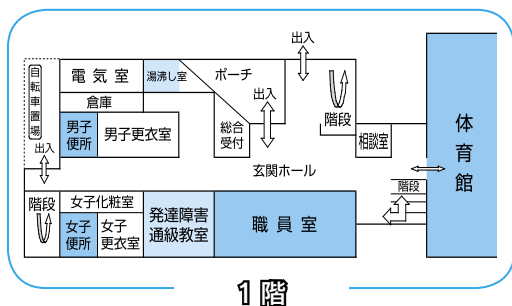 出入
電気室
湯沸し室
ポーチ
自転車置場
倉庫
出入
階段
男子
便所
男子更衣室
総合
受付
相談室
体育館
出入
玄関ホール
階段
女子化粧室
発達障害
通級教室
職員室
階段
女子
便所
女子
更衣室
1階